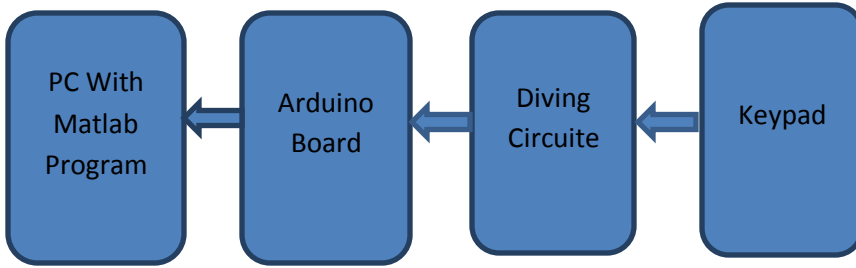 PC With
Matlab
Program
Arduino
Board
Diving
Circuite
Keypad